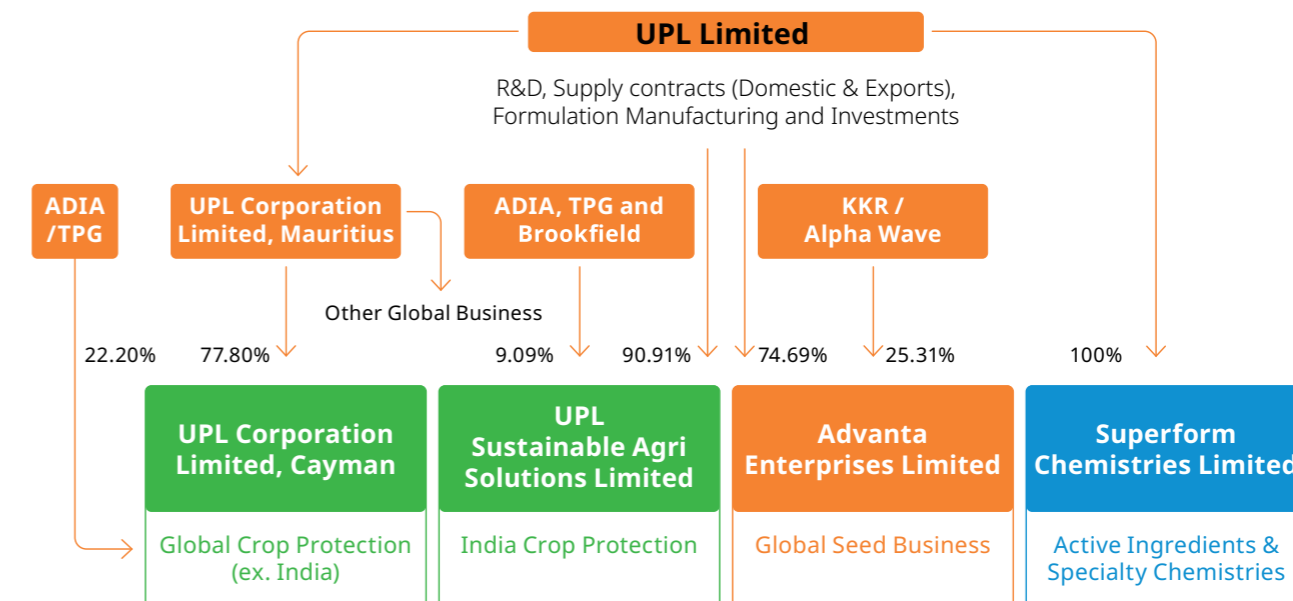 UPL Limited
R&D, Supply contracts (Domestic & Exports),
Formulation Manufacturing and Investments
ADIA
/TPG
UPL Corporation
Limited, Mauritius
ADIA, TPG and
Brookfield
KKR /
Alpha Wave
Other Global Business
22.20%
77.80%
9.09%
90.91%
74.69%
25.31%
100%
UPL Corporation
Limited, Cayman
UPL
Sustainable Agri
Solutions Limited
Advanta
Enterprises Limited
Superform
Chemistries Limited
Global Crop Protection
(ex. India)
India Crop Protection
Global Seed Business
Active Ingredients &
Specialty Chemistries